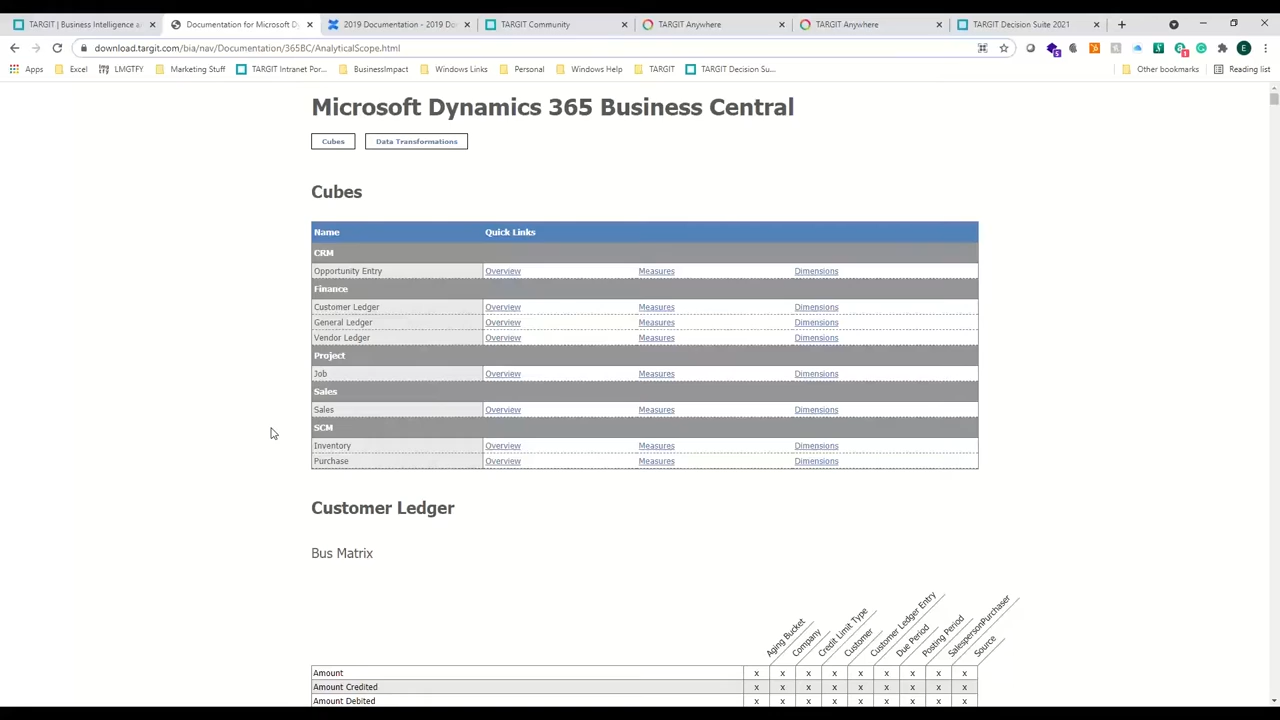 TARGIT | Business Intelligence a
Documentation for Microsoft Dy
2019 Documentation - 2019 Do
TARGIT Community
TARGIT Anywhere
TARGIT Anywhere
TARGIT Decision Suite 2021
download.targit.com/bia/nav/Documentation/365BC/AnalyticalScope.html
E
Apps
Excel
LMGTFY
Marketing Stuff
TARGIT Intranet Por...
BusinessImpact
Windows Links
Personal
Windows Help
TARGIT
TARGIT Decision Su...
Other bookmarks
Reading list
Microsoft Dynamics 365 Business Central
Cubes
Data Transformations
Cubes
Name Quick Links
CRM
Opportunity Entry Overview Measures Dimensions
Finance
Customer Ledger Overview Measures Dimensions
General Ledger Overview Measures Dimensions
Vendor Ledger Overview Measures Dimensions
Project
Job Overview Measures Dimensions
Sales
Sales Overview Measures Dimensions
SCM
Inventory Overview Measures Dimensions
Purchase Overview Measures Dimensions
Customer Ledger
Bus Matrix
Aging Bucket
Company
Credit Limit Type
Customer
Customer Ledger Entry
Due Period
Posting Period
SalespersonPurchaser
Source
Amount x x x x x x x x x
Amount Credited x x x x x x x x x
Amount Debited x x x x x x x x x